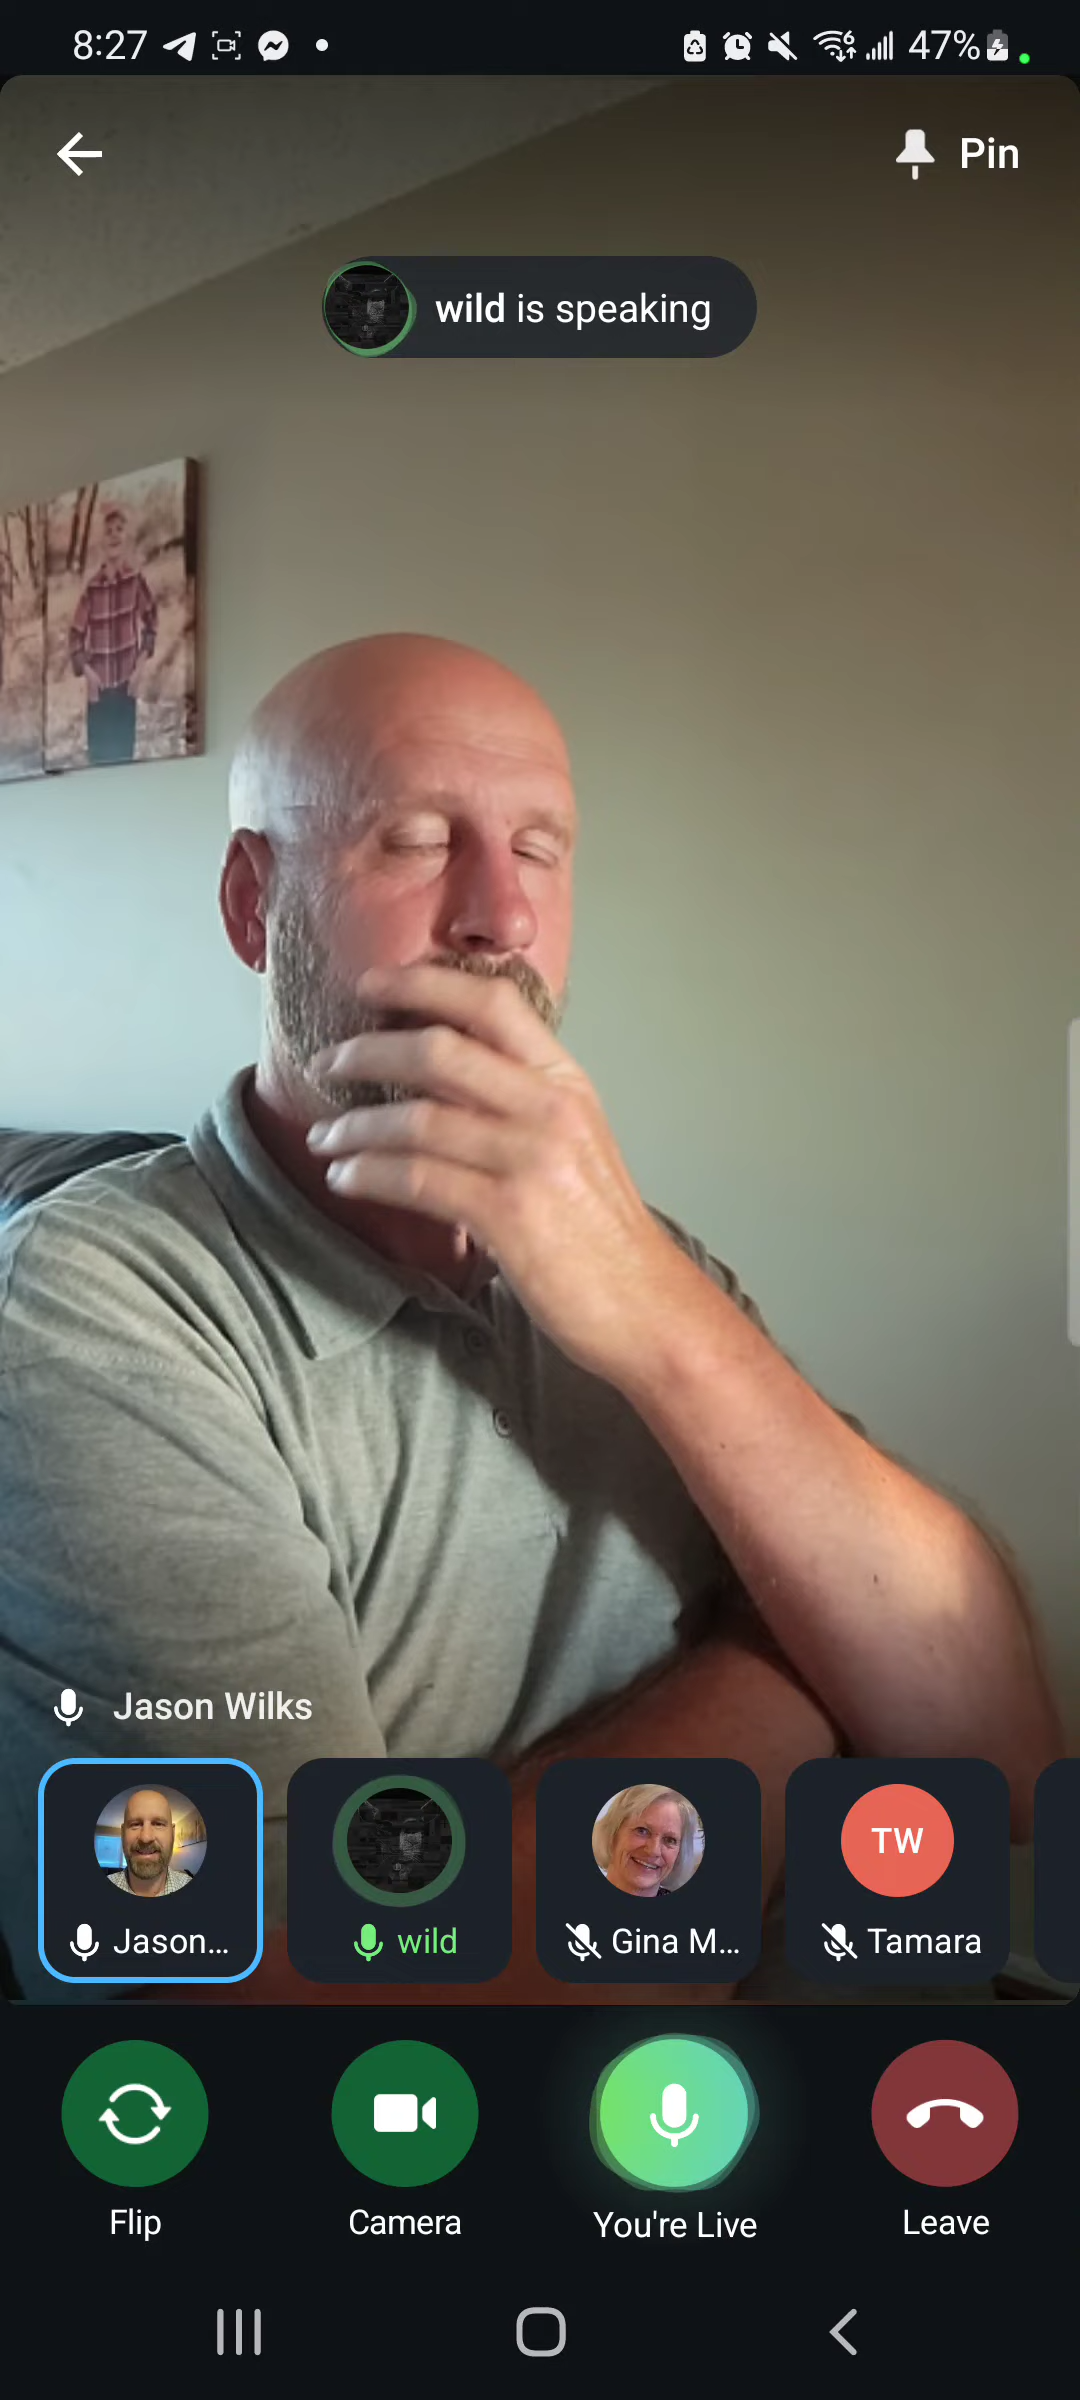 8:27
6
47%
Pin
wild is speaking
Jason Wilks
TW
Jason...
wild
Gina M...
Tamara
Flip
Camera
You're Live
Leave